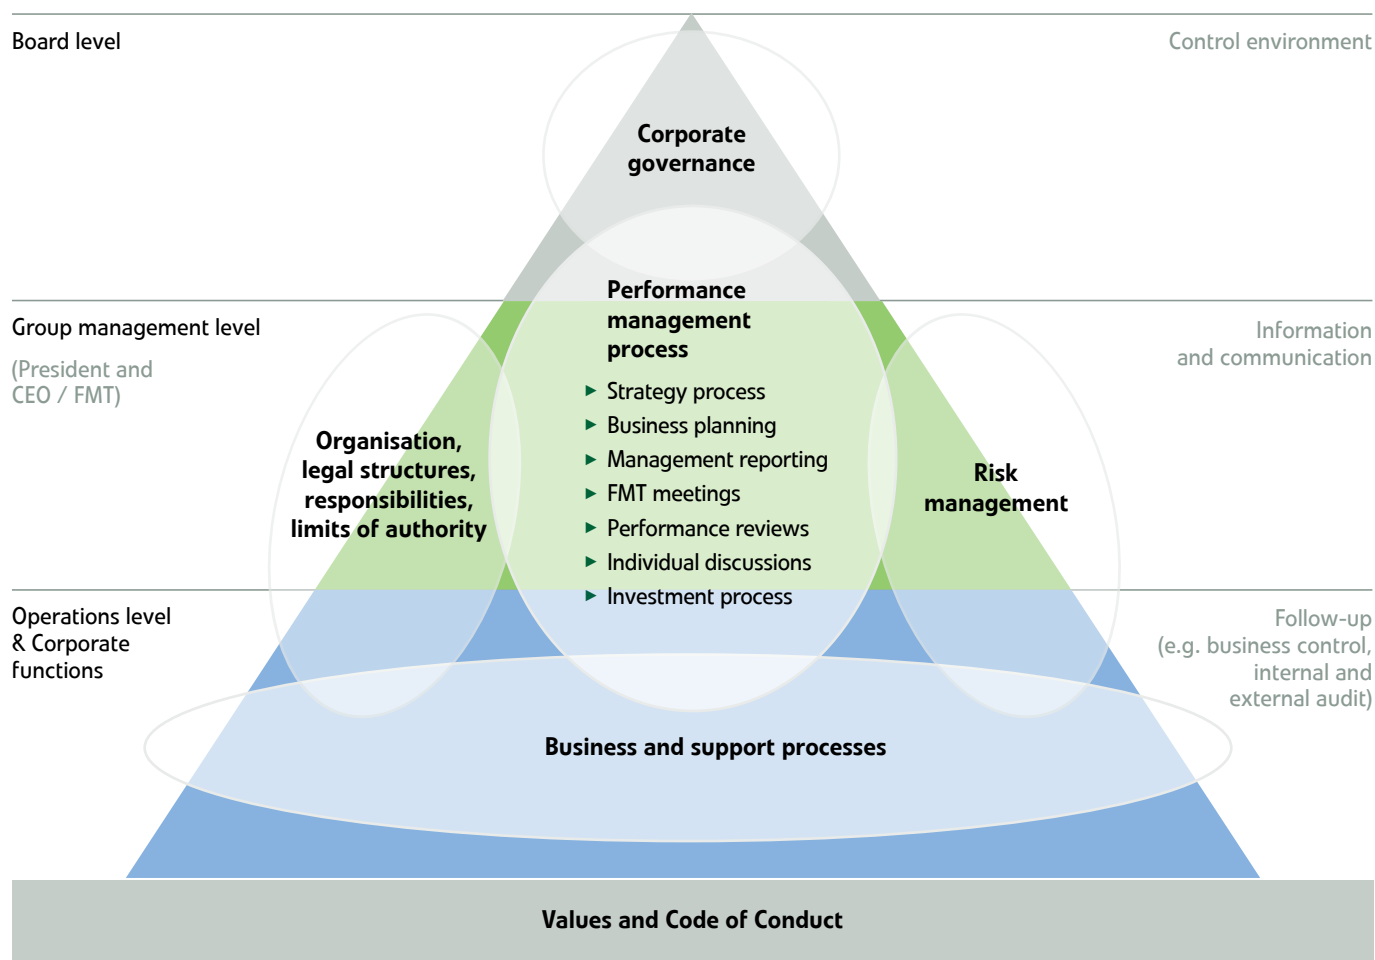 Board level
Control environment
Corporate
governance
Group management level
(President and
CEO / FMT)
Information
and communication
Performance
management
process
► Strategy process
► Business planning
► Management reporting
► FMT meetings
► Performance reviews
► Individual discussions
► Investment process
Organisation,
legal structures,
responsibilities,
limits of authority
Risk
management
Operations level
& Corporate
functions
Follow-up
(e.g. business control,
internal and
external audit)
Business and support processes
Values and Code of Conduct